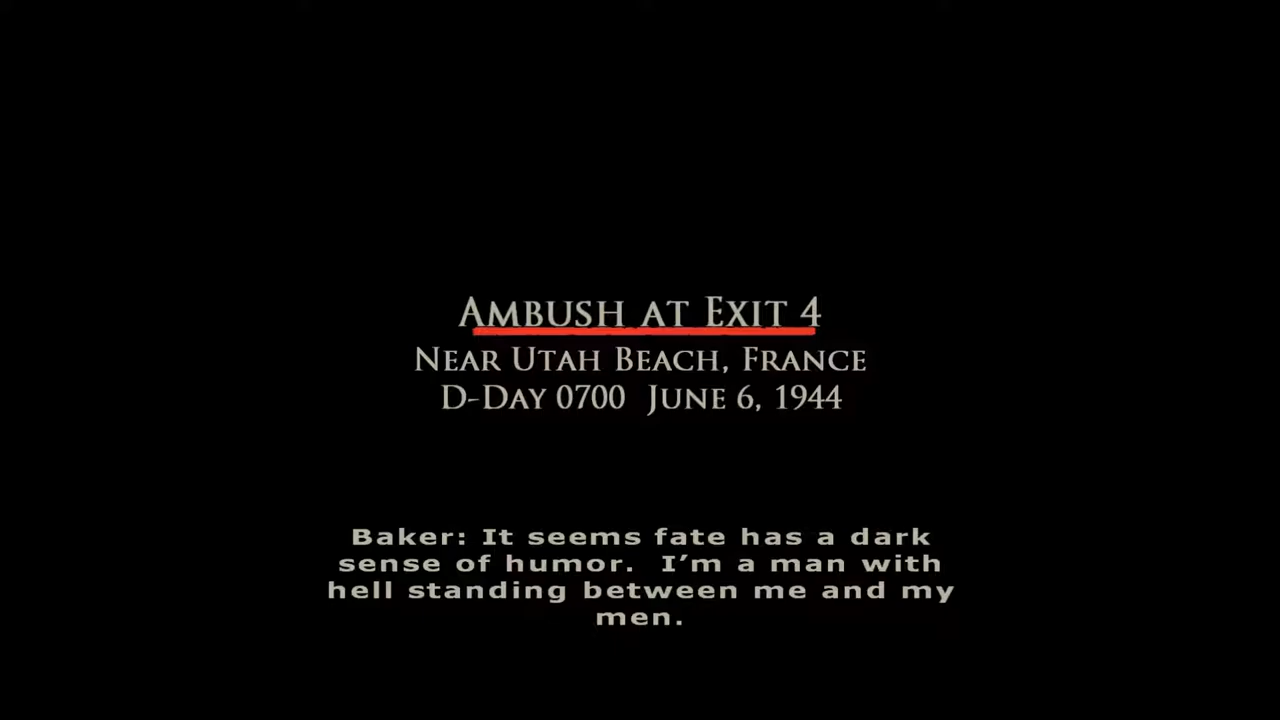 Ambush at Exit 4
Near Utah Beach, France
D-Day 0700 June 6, 1944
Baker: It seems fate has a dark
sense of humor. I’m a man with
hell standing between me and my
men.